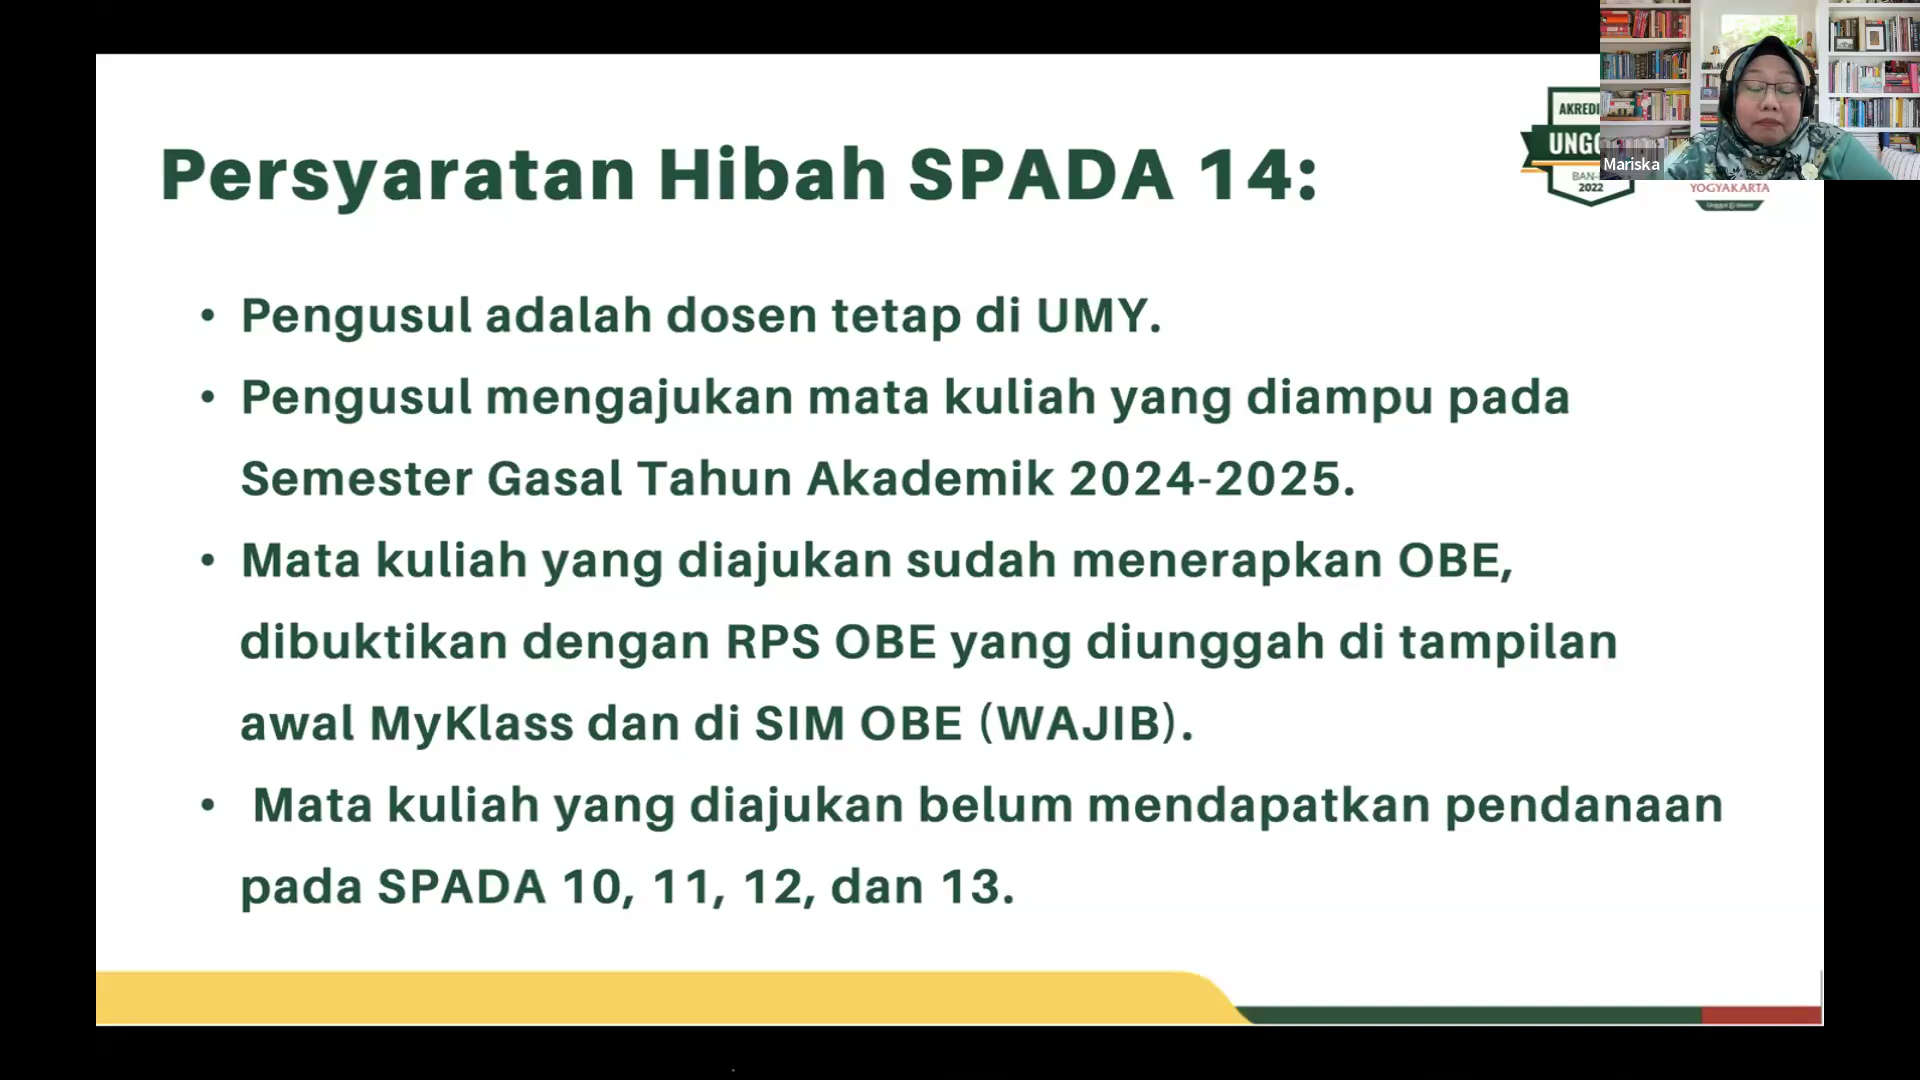 Persyaratan Hibah SPADA 14:
AKREDI
UNGG
BAN-
2022
Mariska
YOGYAKARTA
• Pengusul adalah dosen tetap di UMY.
• Pengusul mengajukan mata kuliah yang diampu pada
Semester Gasal Tahun Akademik 2024-2025.
• Mata kuliah yang diajukan sudah menerapkan OBE,
dibuktikan dengan RPS OBE yang diunggah di tampilan
awal MyKlass dan di SIM OBE (WAJIB).
• Mata kuliah yang diajukan belum mendapatkan pendanaan
pada SPADA 10, 11, 12, dan 13.